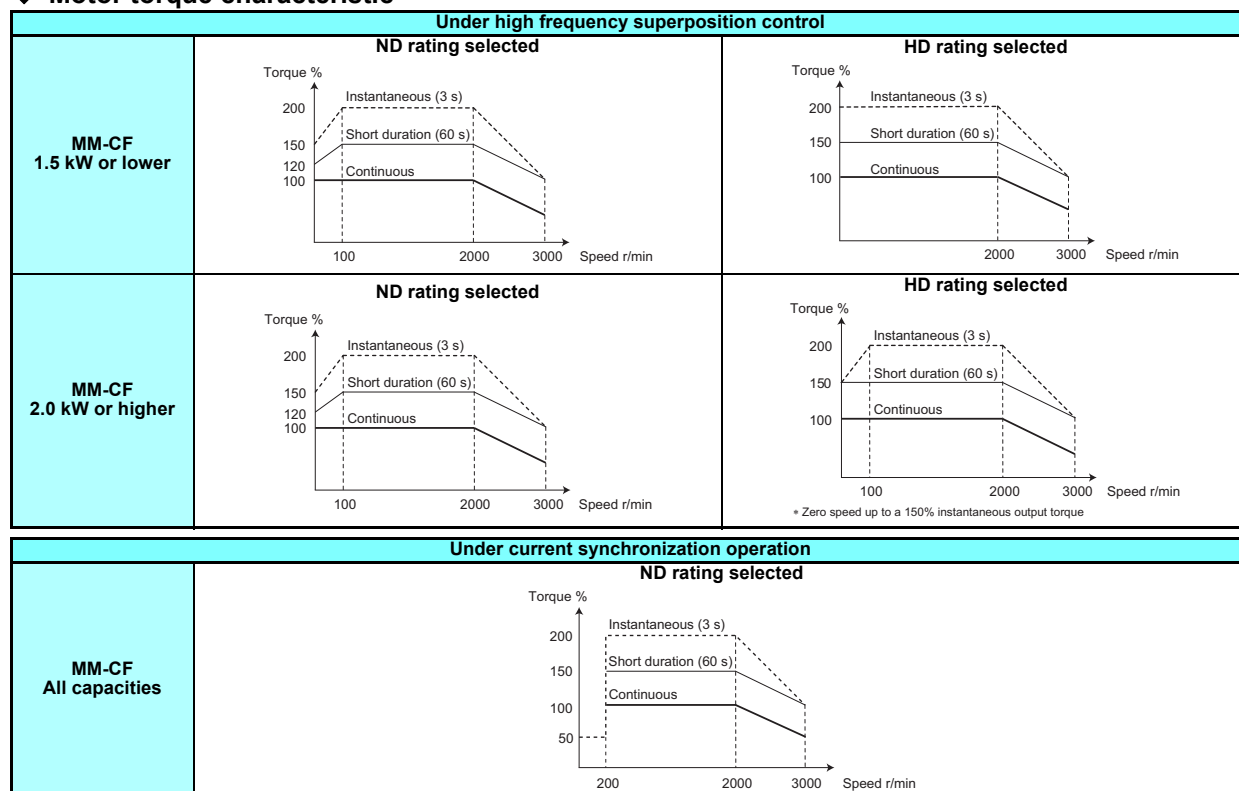 Motor torque characteristic
Under high frequency superposition control
MM-CF
1.5 kW or lower
ND rating selected
Torque %
200
150
120
100
Instantaneous (3 s)
Short duration (60 s)
Continuous
100 2000 3000 Speed r/min
HD rating selected
Torque %
200
150
100
Instantaneous (3 s)
Short duration (60 s)
Continuous
2000 3000 Speed r/min
MM-CF
2.0 kW or higher
ND rating selected
Torque %
200
150
120
100
Instantaneous (3 s)
Short duration (60 s)
Continuous
100 2000 3000 Speed r/min
HD rating selected
Torque %
200
150
100
Instantaneous (3 s)
Short duration (60 s)
Continuous
100 2000 3000 Speed r/min
* Zero speed up to a 150% instantaneous output torque
Under current synchronization operation
MM-CF
All capacities
ND rating selected
Torque %
200
150
100
50
Instantaneous (3 s)
Short duration (60 s)
Continuous
200 2000 3000 Speed r/min